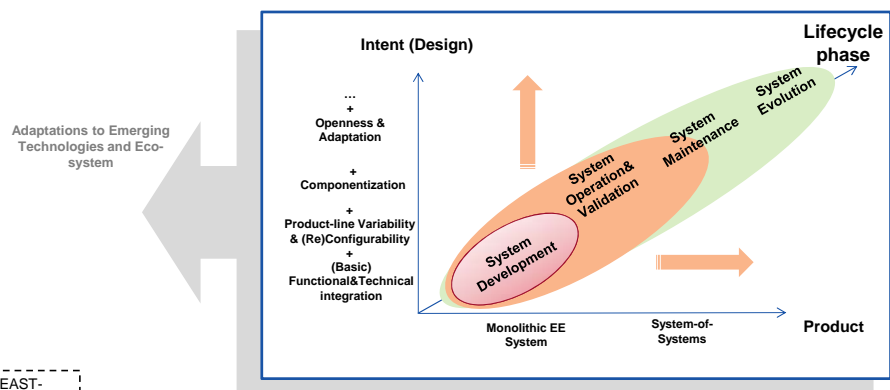 Lifecycle
phase
Intent (Design)
…
+
Openness &
Adaptation
+
Componentization
+
Product-line Variability
& (Re)Configurability
+
(Basic)
Functional&Technical
integration
Adaptations to Emerging
Technologies and Eco-
system
System
Evolution
System
Maintenance
System
Operation&
Validation
System
Development
Monolithic EE
System
System-of-
Systems
Product
EAST-